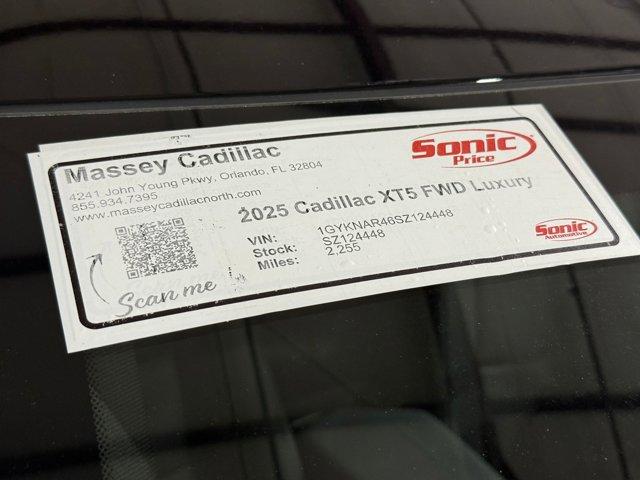 Massey Cadillac
4241 John Young Pkwy, Orlando, FL 32804
855.934.7395
www.masseycadillacnorth.com
Sonic
Price
2025 Cadillac XT5 FWD Luxury
VIN: 1GYKNAR46SZ124448
Stock: SZ124448
Miles: 2,255
Scan me
Sonic
Automotive